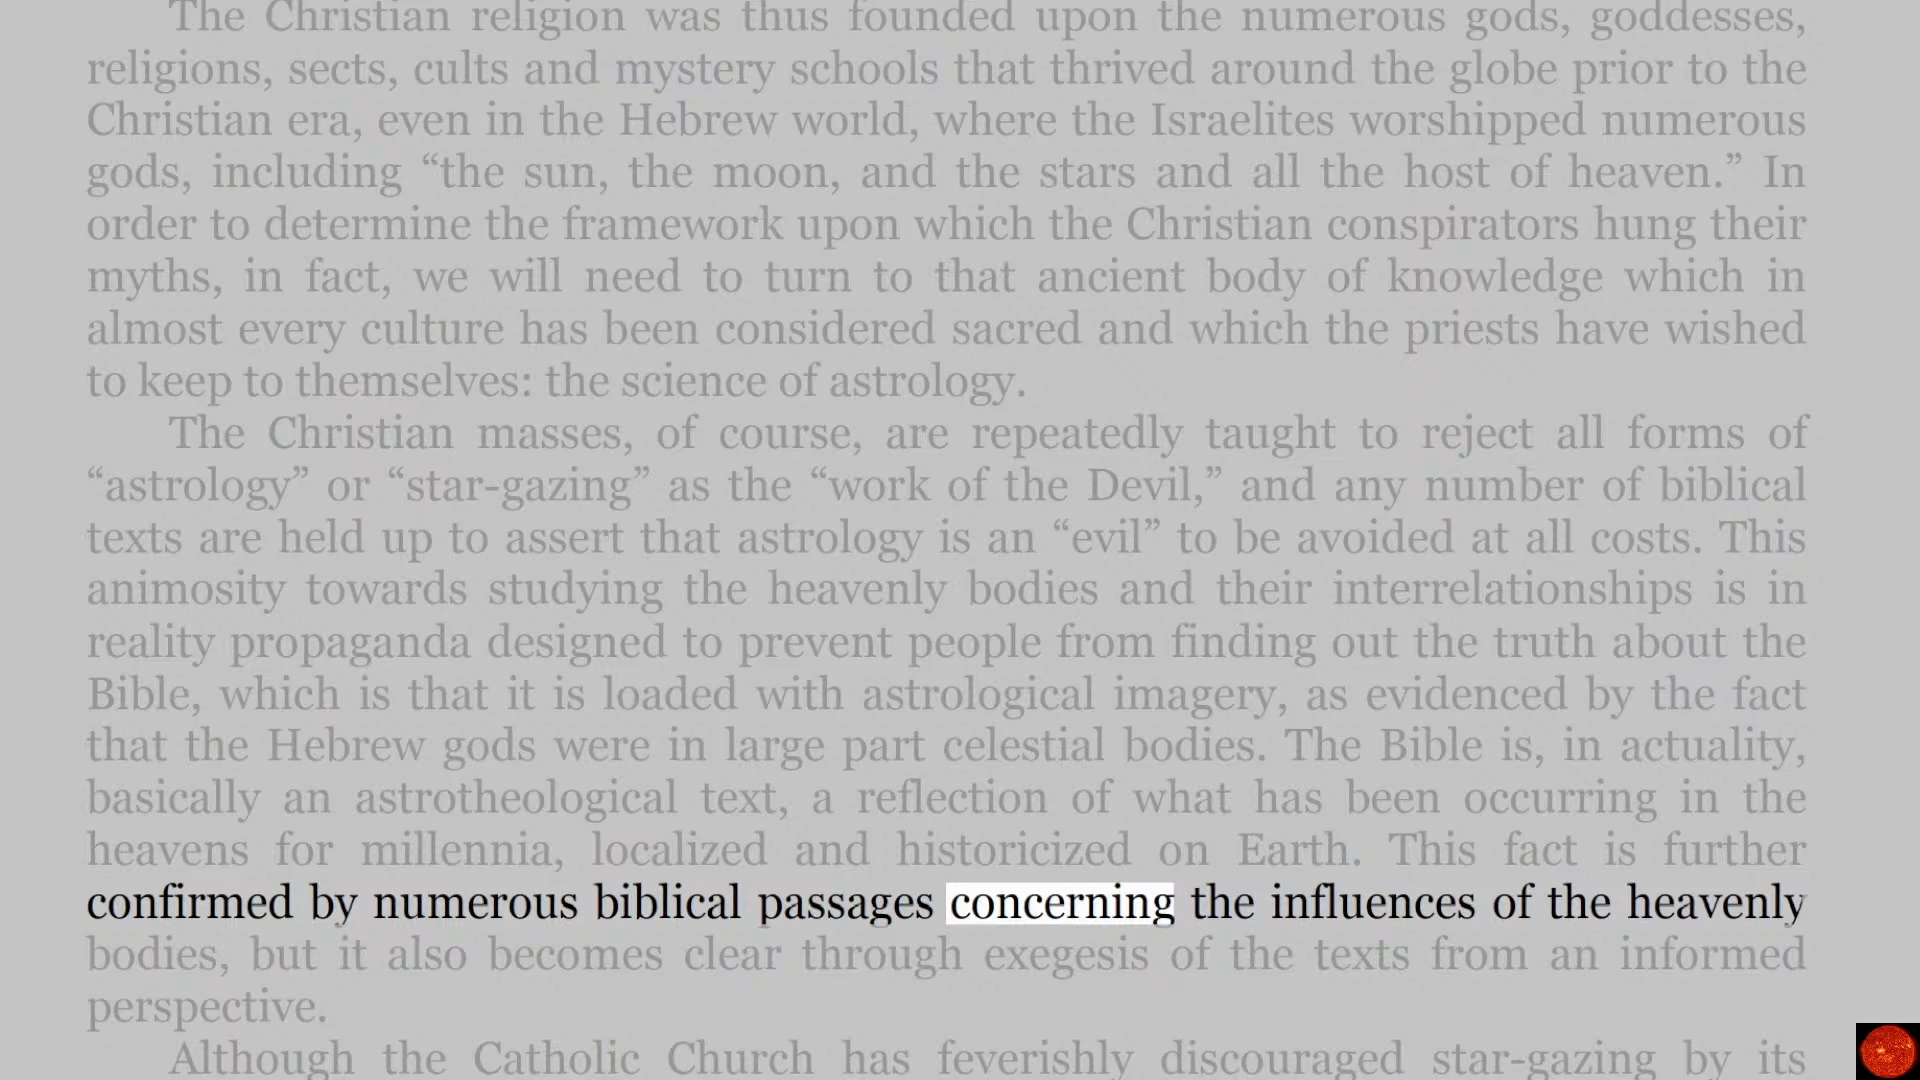 The Christian religion was thus founded upon the numerous gods, goddesses,
religions, sects, cults and mystery schools that thrived around the globe prior to the
Christian era, even in the Hebrew world, where the Israelites worshipped numerous
gods, including “the sun, the moon, and the stars and all the host of heaven.” In
order to determine the framework upon which the Christian conspirators hung their
myths, in fact, we will need to turn to that ancient body of knowledge which in
almost every culture has been considered sacred and which the priests have wished
to keep to themselves: the science of astrology.
The Christian masses, of course, are repeatedly taught to reject all forms of
“astrology” or “star-gazing” as the “work of the Devil,” and any number of biblical
texts are held up to assert that astrology is an “evil” to be avoided at all costs. This
animosity towards studying the heavenly bodies and their interrelationships is in
reality propaganda designed to prevent people from finding out the truth about the
Bible, which is that it is loaded with astrological imagery, as evidenced by the fact
that the Hebrew gods were in large part celestial bodies. The Bible is, in actuality,
basically an astrotheological text, a reflection of what has been occurring in the
heavens for millennia, localized and historicized on Earth. This fact is further
confirmed by numerous biblical passages concerning the influences of the heavenly
bodies, but it also becomes clear through exegesis of the texts from an informed
perspective.
Although the Catholic Church has feverishly discouraged star-gazing by its